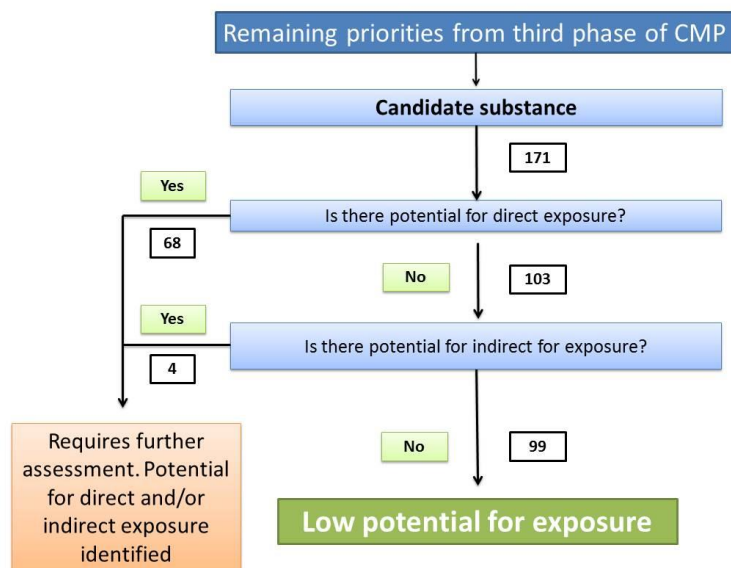 Remaining priorities from third phase of CMP
Candidate substance
171
Yes
Is there potential for direct exposure?
68
No
103
Yes
Is there potential for indirect for exposure?
4
Requires further
assessment. Potential
for direct and/or
indirect exposure
identified
No
99
Low potential for exposure